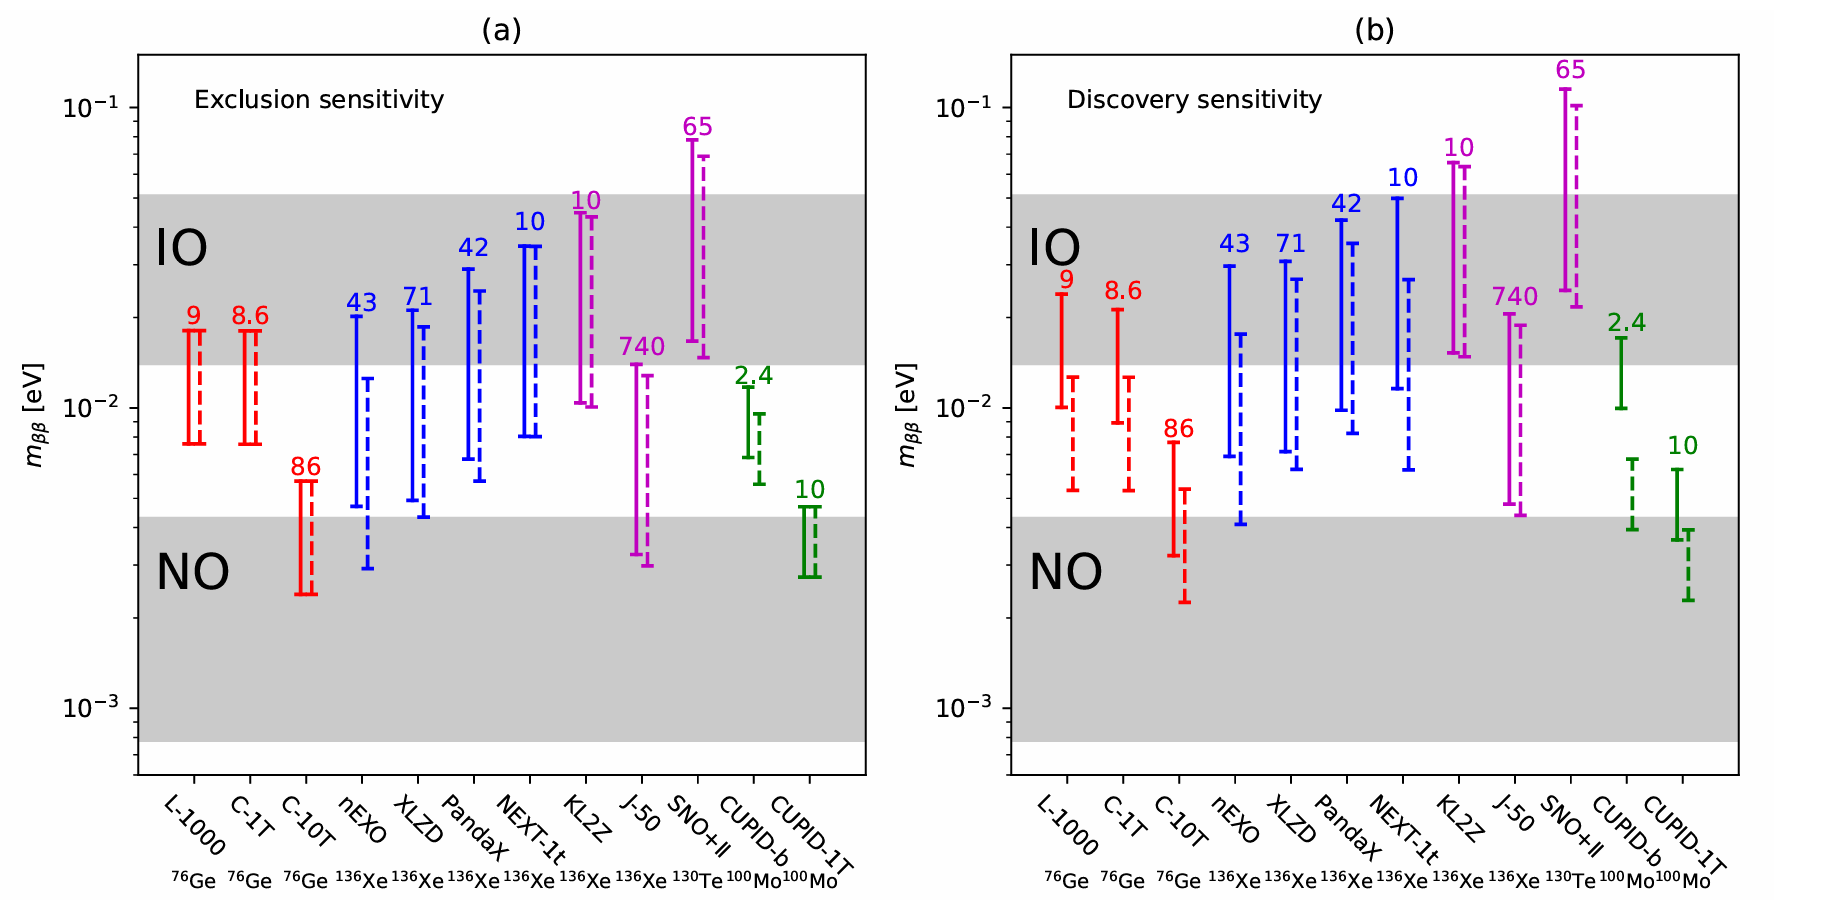 (a)
Exclusion sensitivity
10⁻¹
10⁻²
10⁻³
m_ββ [eV]
IO
NO
9
8.6
86
43
71
42
10
10
740
65
2.4
10
L-1000
C-1T
C-10T
nEXO
XLZD
PandaX
NEXT-1t
KL2Z
J-50
SNO+II
CUPID-b
CUPID-1T
⁷⁶Ge ⁷⁶Ge ⁷⁶Ge ¹³⁶Xe ¹³⁶Xe ¹³⁶Xe ¹³⁶Xe ¹³⁶Xe ¹³⁶Xe ¹³⁰Te ¹⁰⁰Mo ¹⁰⁰Mo
(b)
Discovery sensitivity
10⁻¹
10⁻²
10⁻³
m_ββ [eV]
IO
NO
9
8.6
86
43
71
42
10
10
740
65
2.4
10
L-1000
C-1T
C-10T
nEXO
XLZD
PandaX
NEXT-1t
KL2Z
J-50
SNO+II
CUPID-b
CUPID-1T
⁷⁶Ge ⁷⁶Ge ⁷⁶Ge ¹³⁶Xe ¹³⁶Xe ¹³⁶Xe ¹³⁶Xe ¹³⁶Xe ¹³⁶Xe ¹³⁰Te ¹⁰⁰Mo ¹⁰⁰Mo